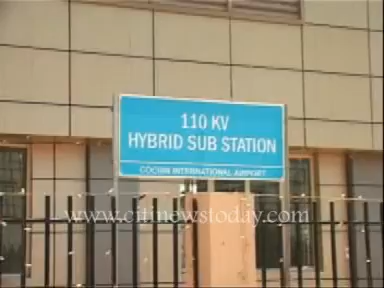 110 KV
HYBRID SUB STATION
COCHIN INTERNATIONAL AIRPORT
www.citinewstoday.com